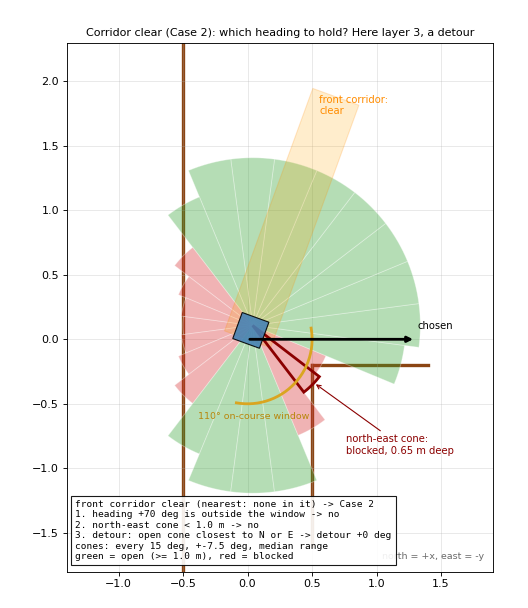 Corridor clear (Case 2): which heading to hold? Here layer 3, a detour
2.0
1.5
1.0
0.5
0.0
−0.5
−1.0
−1.5
front corridor:
clear
chosen
110° on-course window
north-east cone:
blocked, 0.65 m deep
front corridor clear (nearest: none in it) -> Case 2
1. heading +70 deg is outside the window -> no
2. north-east cone < 1.0 m -> no
3. detour: open cone closest to N or E -> detour +0 deg
cones: every 15 deg, +-7.5 deg, median range
green = open (>= 1.0 m), red = blocked
north = +x, east = -y
−1.0
−0.5
0.0
0.5
1.0
1.5